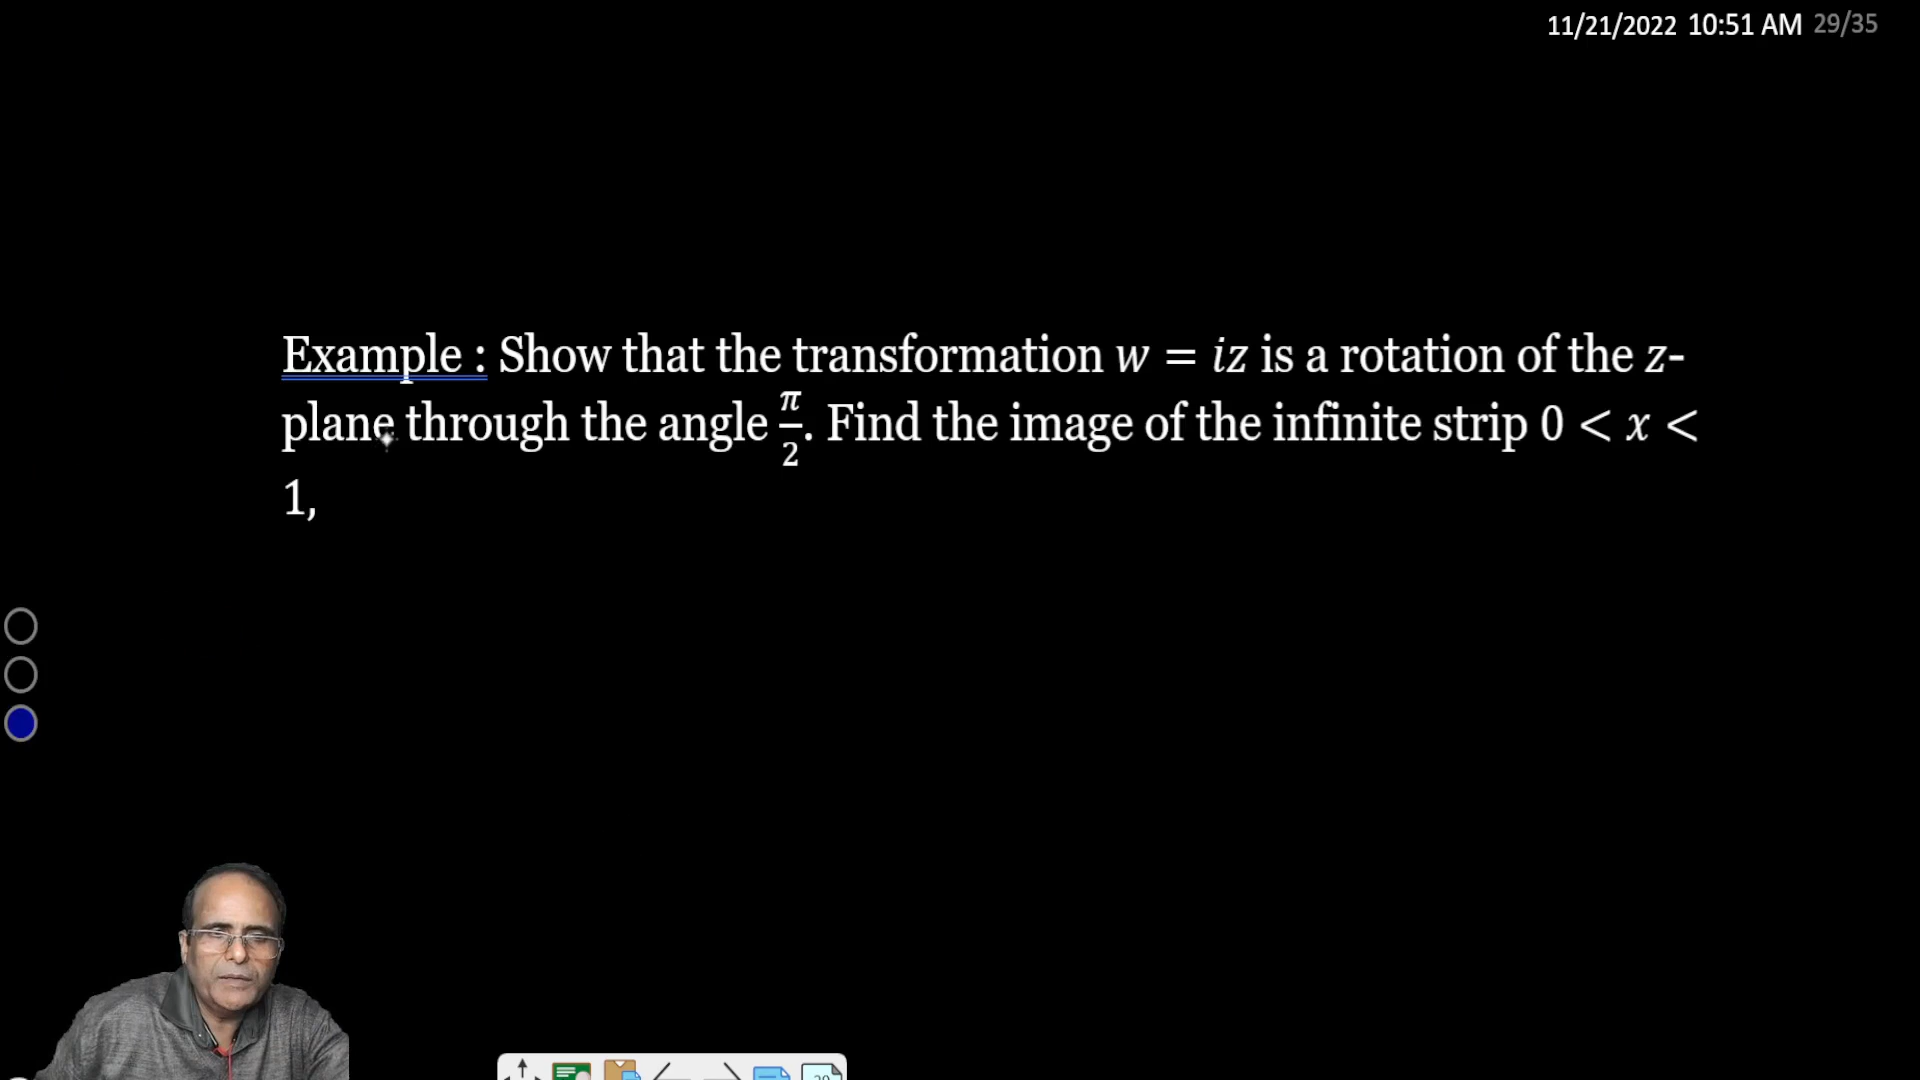 11/21/2022 10:51 AM 29/35
Example : Show that the transformation w = iz is a rotation of the z-
plane through the angle π/2. Find the image of the infinite strip 0 < x <
1,